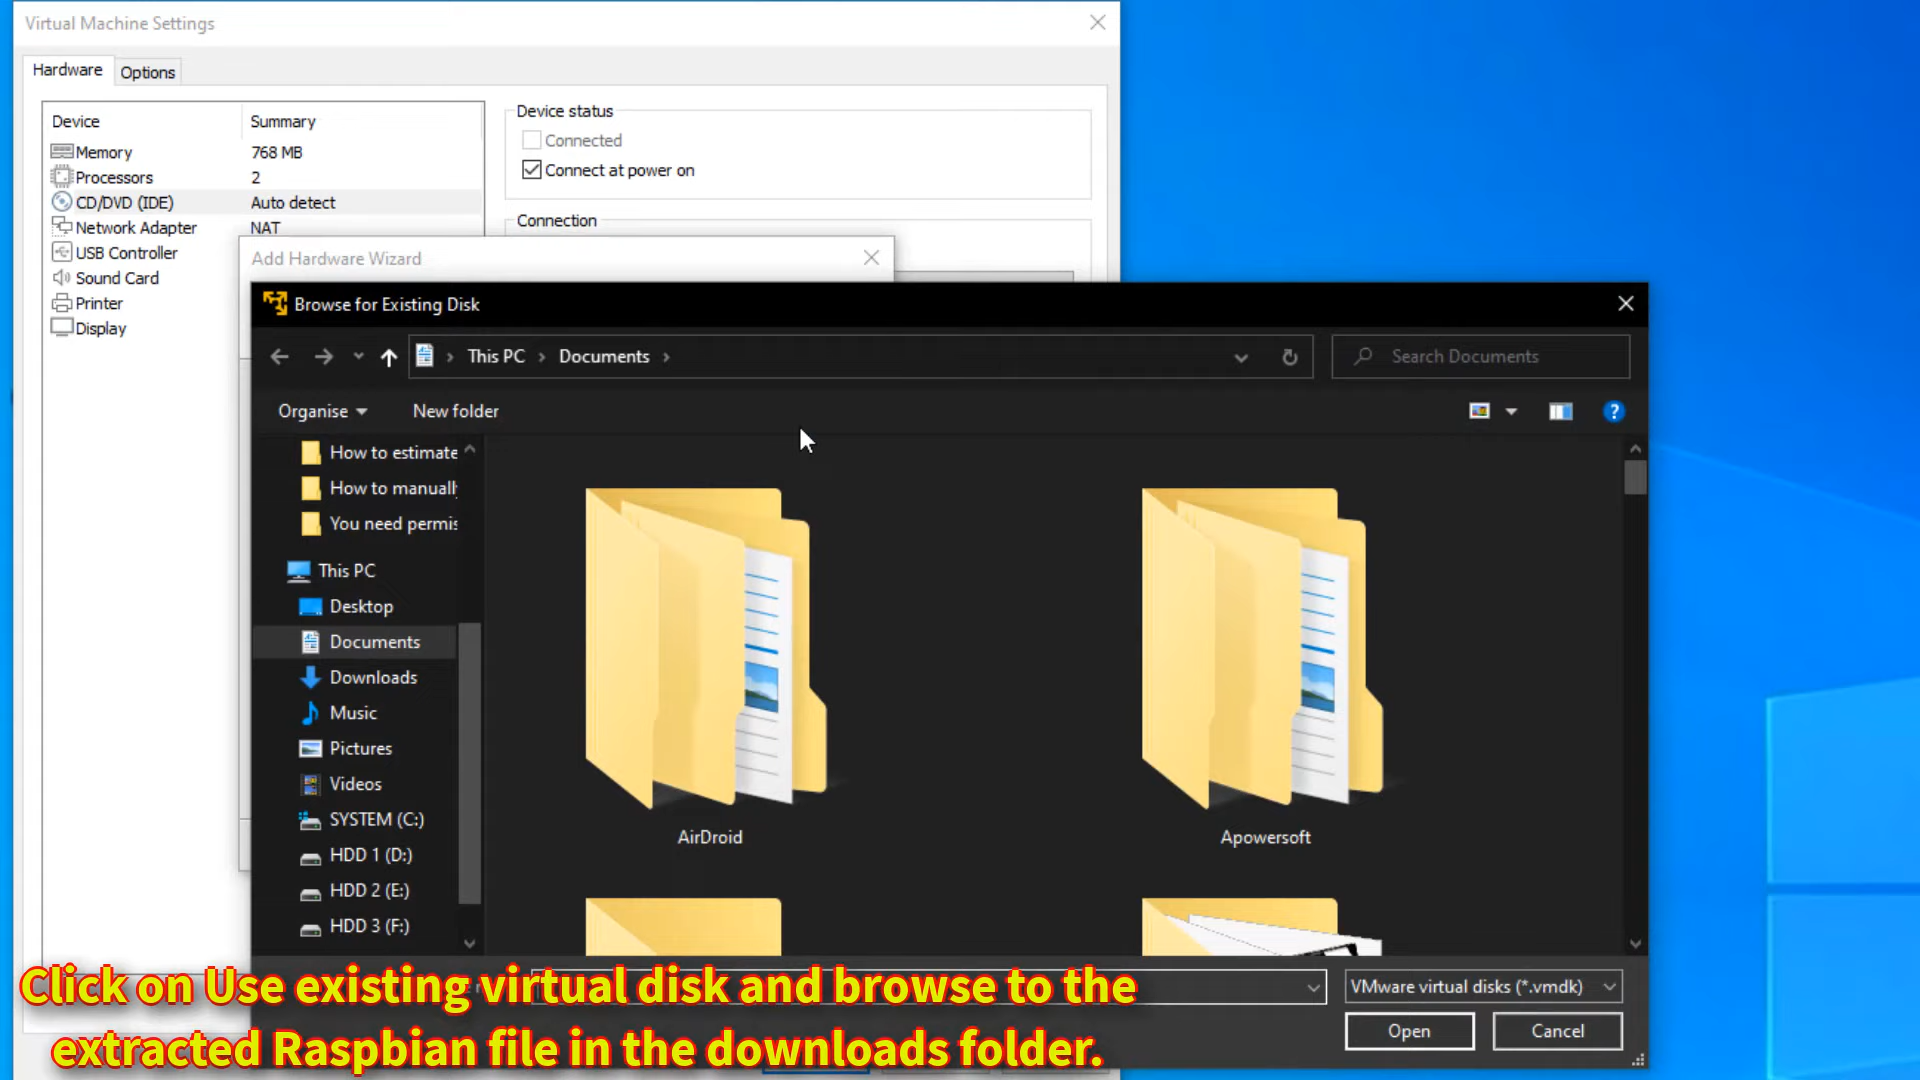 Virtual Machine Settings
Hardware
Options
Device Summary
Memory 768 MB
Processors 2
CD/DVD (IDE) Auto detect
Network Adapter NAT
USB Controller
Sound Card
Printer
Display
Device status
Connected
Connect at power on
Connection
Add Hardware Wizard
Browse for Existing Disk
This PC
Documents
Search Documents
Organise
New folder
How to estimate
How to manuall
You need permis
This PC
Desktop
Documents
Downloads
Music
Pictures
Videos
SYSTEM (C:)
HDD 1 (D:)
HDD 2 (E:)
HDD 3 (F:)
AirDroid
Apowersoft
VMware virtual disks (*.vmdk)
Open
Cancel
Click on Use existing virtual disk and browse to the
extracted Raspbian file in the downloads folder.